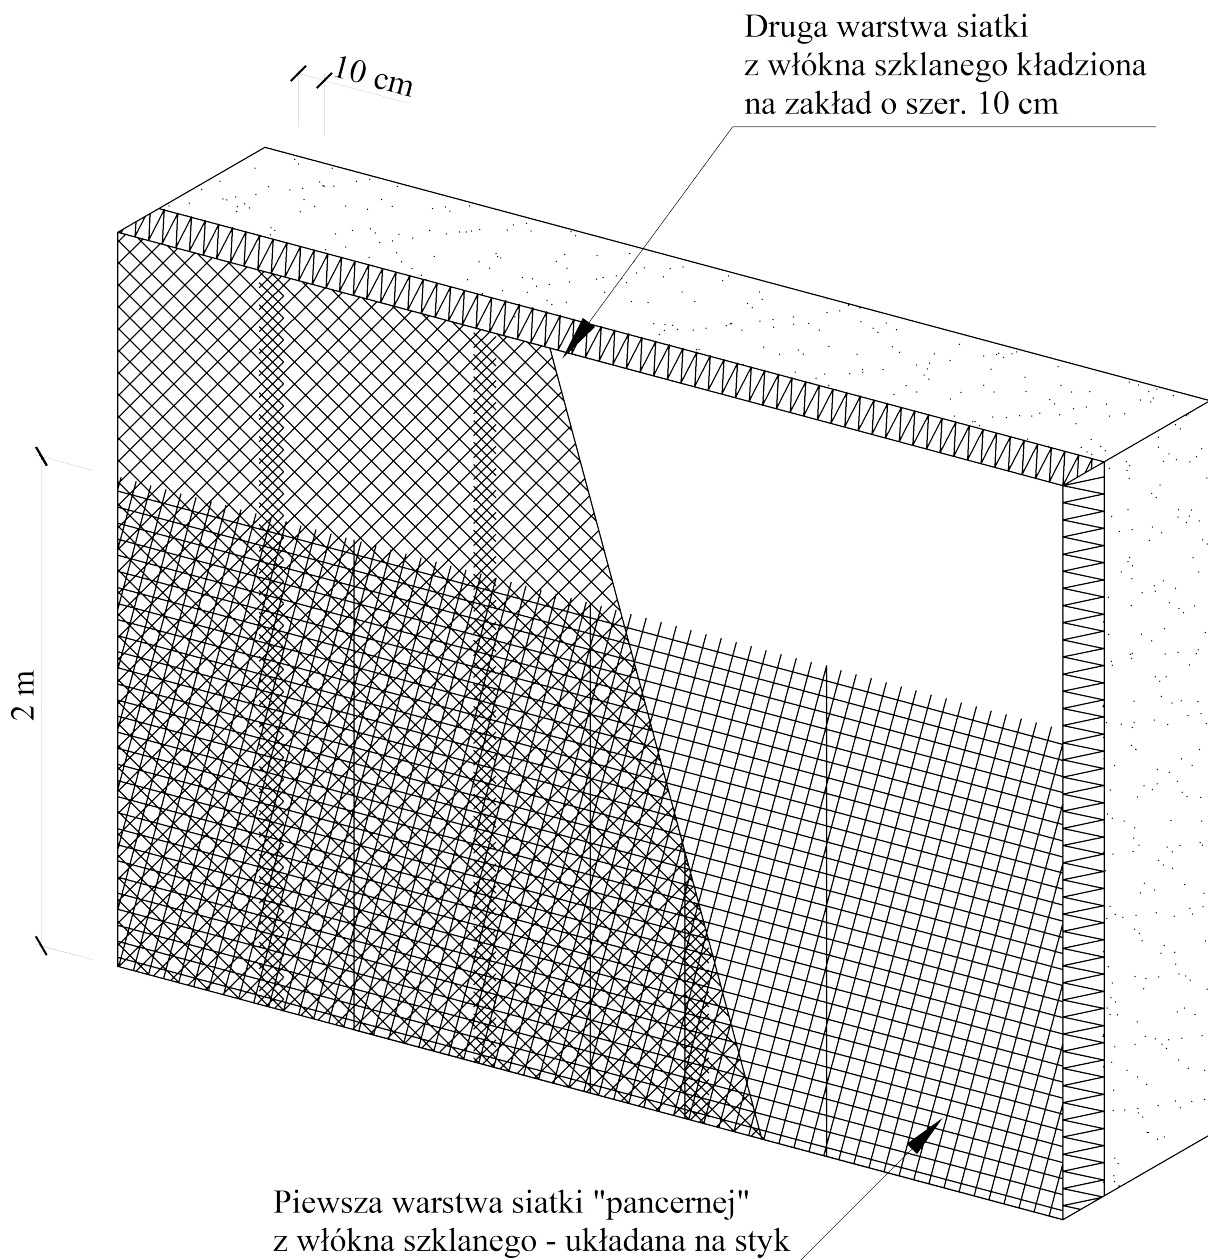 Druga warstwa siatki
z włókna szklanego kładziona
na zakład o szer. 10 cm
10 cm
2 m
Piewsza warstwa siatki "pancernej"
z włókna szklanego - układana na styk